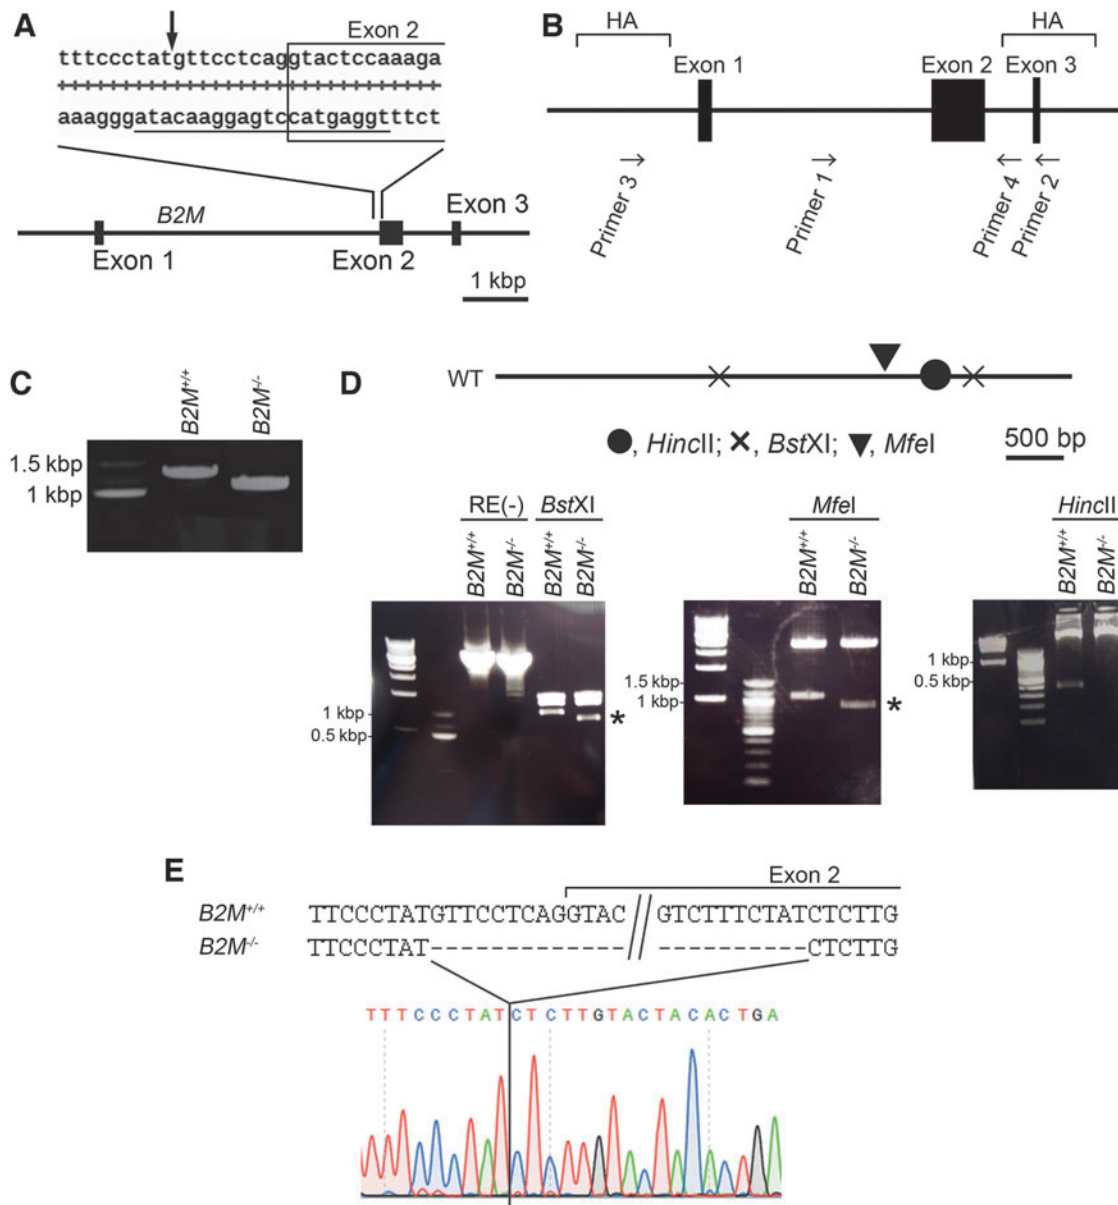 A
Exon 2
tttccctatgttcctcaggtactccaaaga
aaagggatacaaggagtccatgaggtttct
B2M
Exon 3
Exon 1
Exon 2
1 kbp
B
HA
HA
Exon 1
Exon 2
Exon 3
Primer 3
Primer 1
Primer 4
Primer 2
C
B2M+/+
B2M-/-
1.5 kbp
1 kbp
D
WT
, HincII; , BstXI; , MfeI
500 bp
RE(-)
BstXI
B2M+/+
B2M-/-
B2M+/+
B2M-/-
1 kbp
0.5 kbp
*
MfeI
B2M+/+
B2M-/-
1.5 kbp
1 kbp
*
HincII
B2M+/+
B2M-/-
1 kbp
0.5 kbp
E
Exon 2
B2M+/+ TTCCCTATGTTCCTCAGGTAC // GTCTTTCTATCTCTTG
B2M-/- TTCCCTAT------------ // ----------CTCTTG
TTTCCCTATCTCTTGTACTACACTGA